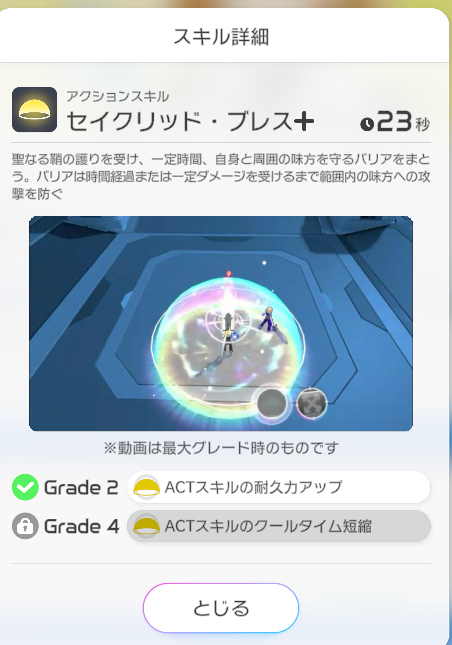 スキル詳細
アクションスキル
セイクリッド・ブレス+
23秒
聖なる鞘の護りを受け、一定時間、自身と周囲の味方を守るバリアをまと
う。バリアは時間経過または一定ダメージを受けるまで範囲内の味方への攻
撃を防ぐ
※動画は最大グレード時のものです
Grade 2 ACTスキルの耐久力アップ
Grade 4 ACTスキルのクールタイム短縮
とじる